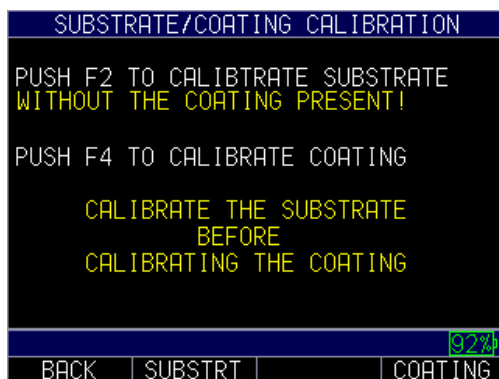 SUBSTRATE/COATING CALIBRATION
PUSH F2 TO CALIBTRATE SUBSTRATE
WITHOUT THE COATING PRESENT!
PUSH F4 TO CALIBRATE COATING
CALIBRATE THE SUBSTRATE
BEFORE
CALIBRATING THE COATING
92%
BACK SUBSTRT COATING